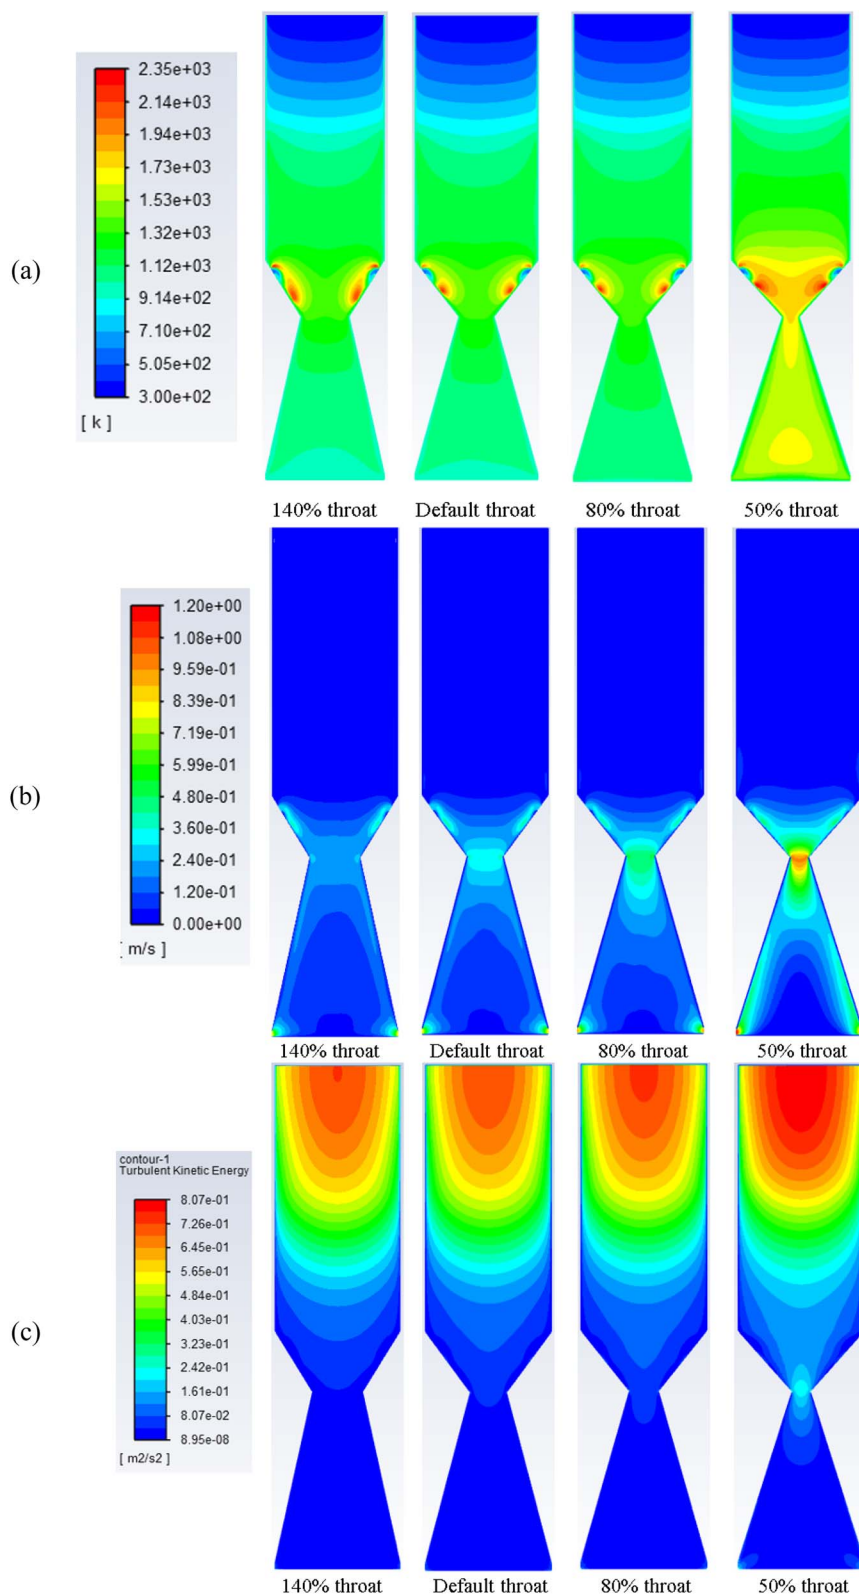 (a)
2.35e+03
2.14e+03
1.94e+03
1.73e+03
1.53e+03
1.32e+03
1.12e+03
9.14e+02
7.10e+02
5.05e+02
3.00e+02
[ k ]
140% throat Default throat 80% throat 50% throat
(b)
1.20e+00
1.08e+00
9.59e-01
8.39e-01
7.19e-01
5.99e-01
4.80e-01
3.60e-01
2.40e-01
1.20e-01
0.00e+00
[ m/s ]
140% throat Default throat 80% throat 50% throat
(c)
contour-1
Turbulent Kinetic Energy
8.07e-01
7.26e-01
6.45e-01
5.65e-01
4.84e-01
4.03e-01
3.23e-01
2.42e-01
1.61e-01
8.07e-02
8.95e-08
[ m2/s2 ]
140% throat Default throat 80% throat 50% throat